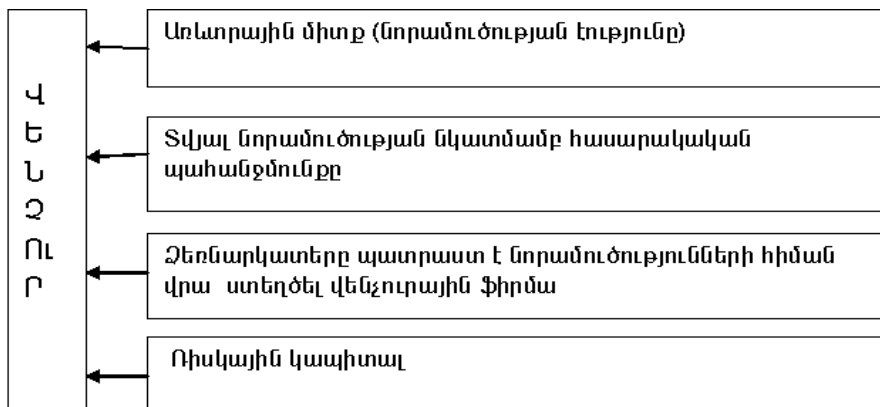 ՎԵՆՉՈՒՐ
Առևտրային միտք (նորամուծության էությունը)
Տվյալ նորամուծության նկատմամբ հասարակական
պահանջմունքը
Ձեռնարկատերը պատրաստ է նորամուծությունների հիման
վրա ստեղծել վենչուրային ֆիրմա
Ռիսկային կապիտալ